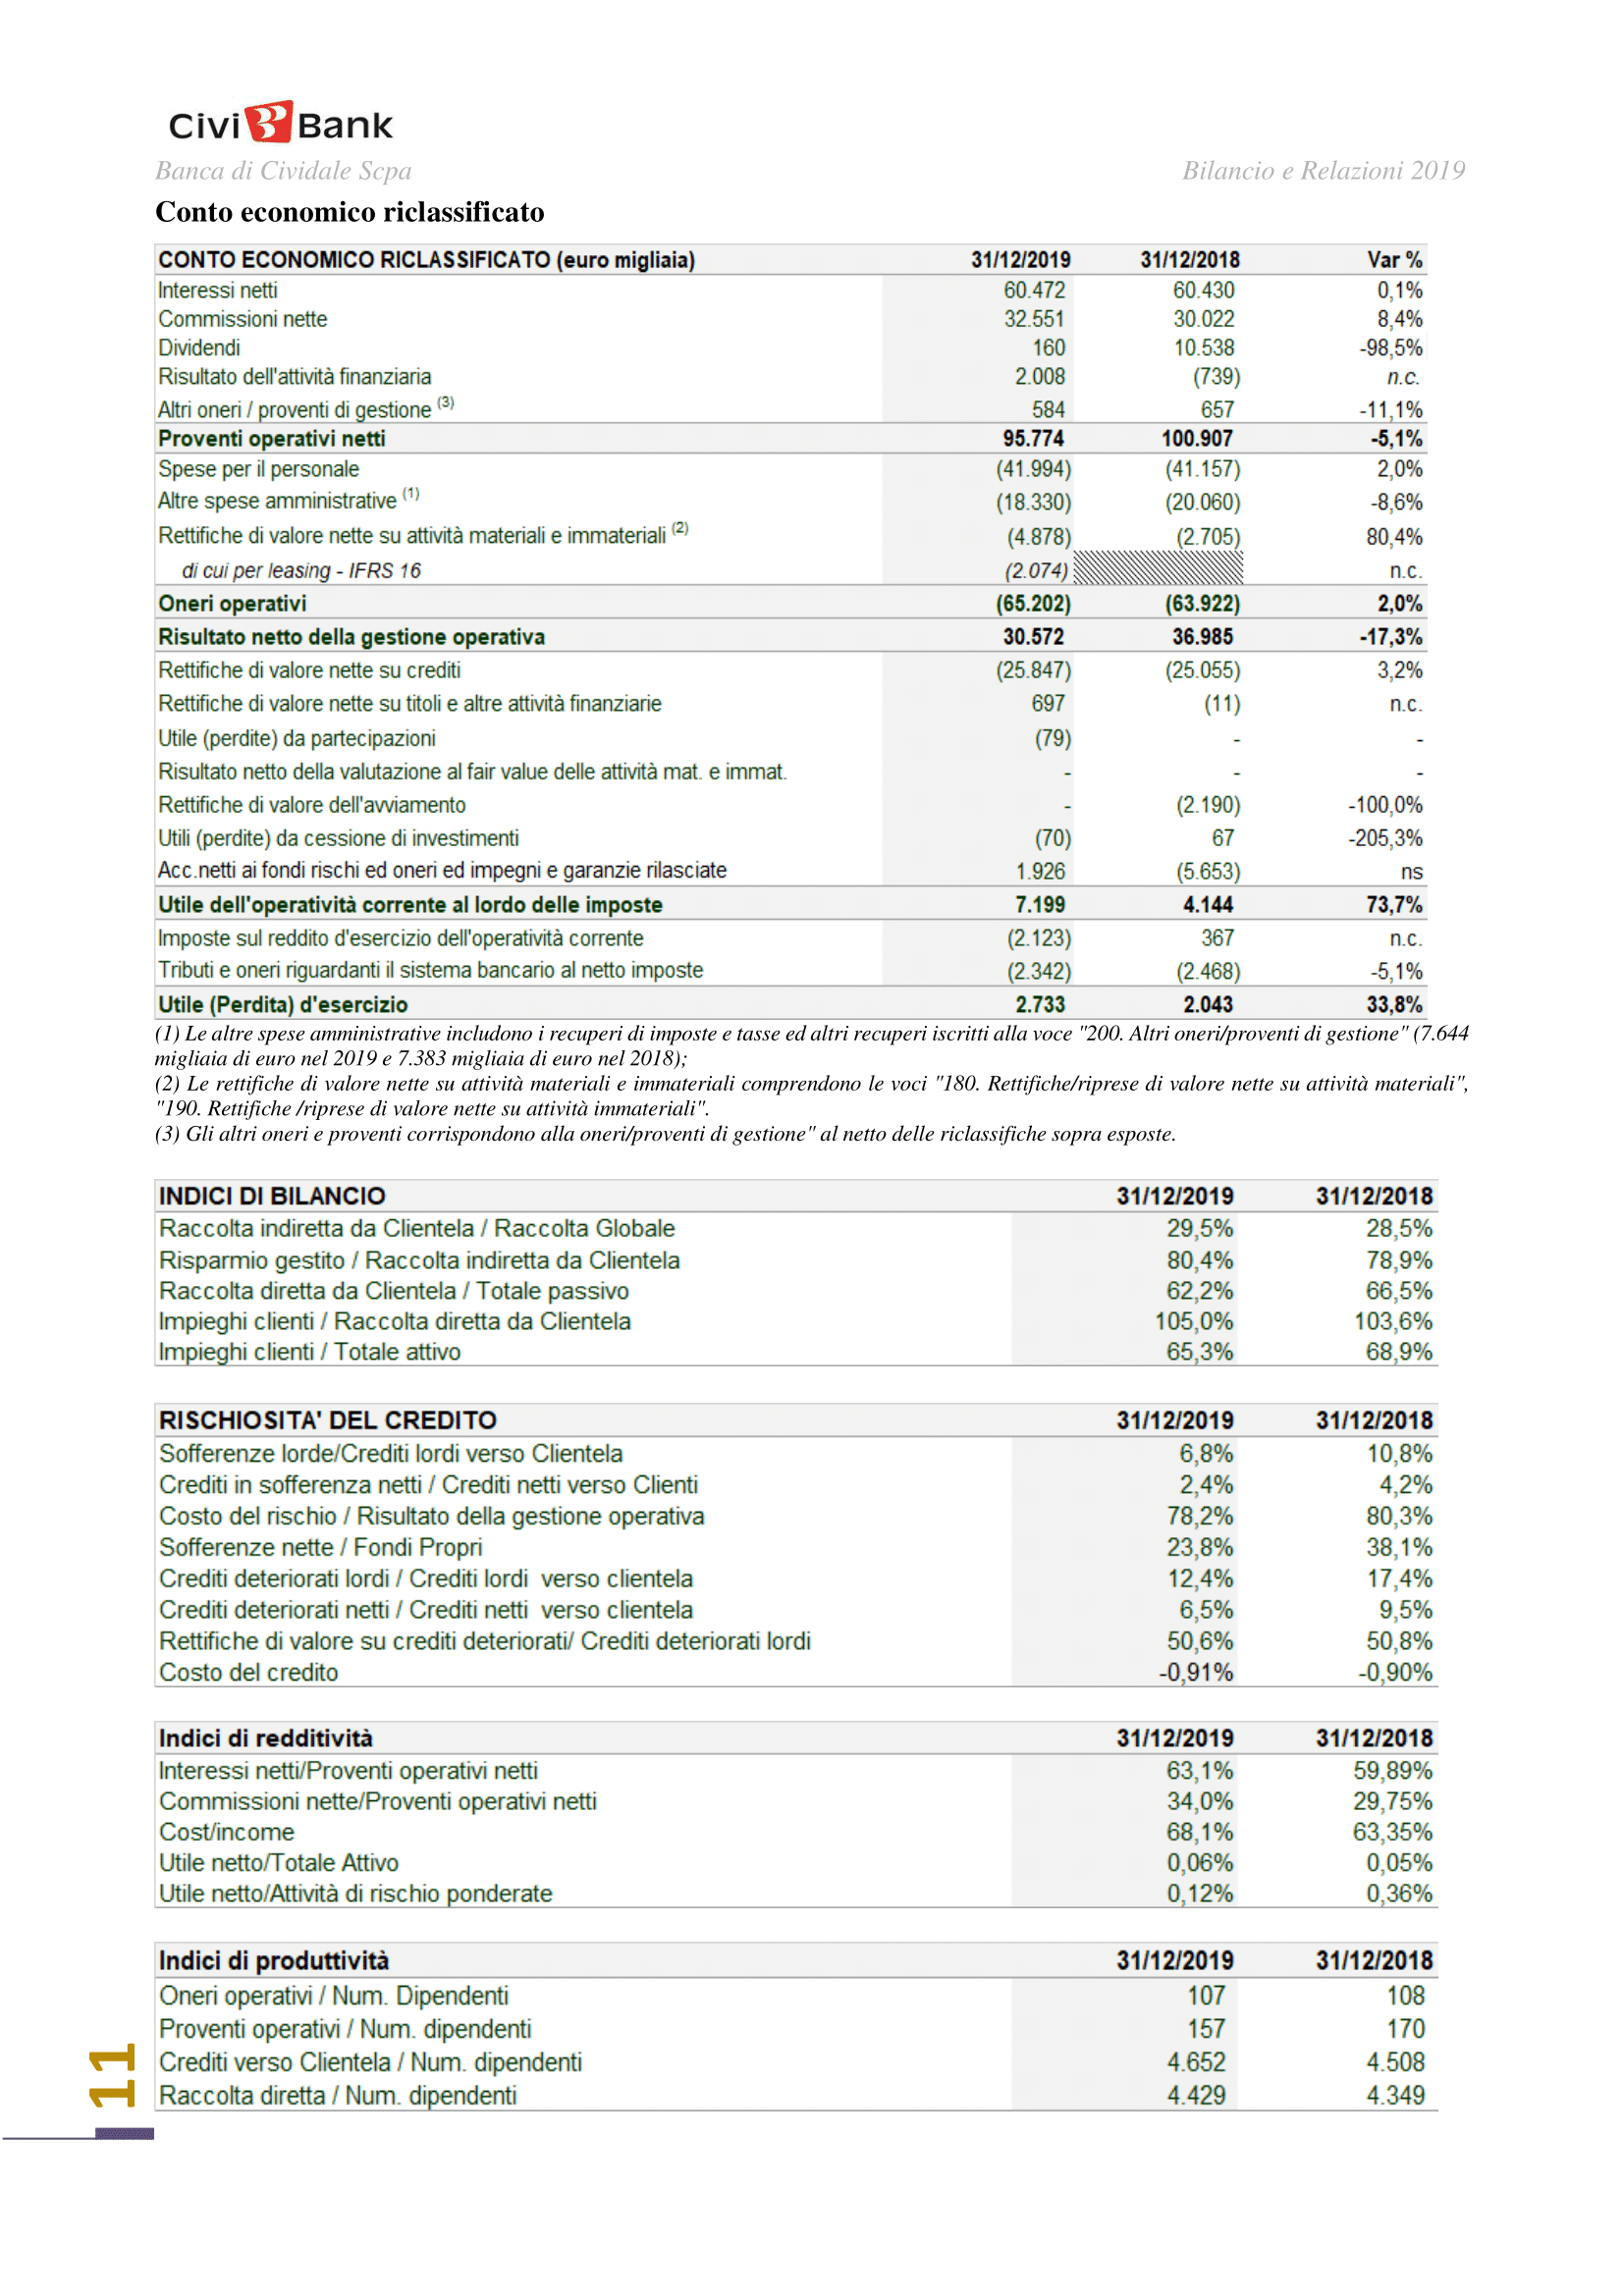 Civi Bank
Banca di Cividale Scpa Bilancio e Relazioni 2019
Conto economico riclassificato
CONTO ECONOMICO RICLASSIFICATO (euro migliaia) 31/12/2019 31/12/2018 Var %
Interessi netti 60.472 60.430 0,1%
Commissioni nette 32.551 30.022 8,4%
Dividendi 160 10.538 -98,5%
Risultato dell'attività finanziaria 2.008 (739) n.c.
Altri oneri / proventi di gestione (3) 584 657 -11,1%
Proventi operativi netti 95.774 100.907 -5,1%
Spese per il personale (41.994) (41.157) 2,0%
Altre spese amministrative (1) (18.330) (20.060) -8,6%
Rettifiche di valore nette su attività materiali e immateriali (2) (4.878) (2.705) 80,4%
di cui per leasing - IFRS 16 (2.074) n.c.
Oneri operativi (65.202) (63.922) 2,0%
Risultato netto della gestione operativa 30.572 36.985 -17,3%
Rettifiche di valore nette su crediti (25.847) (25.055) 3,2%
Rettifiche di valore nette su titoli e altre attività finanziarie 697 (11) n.c.
Utile (perdite) da partecipazioni (79) - -
Risultato netto della valutazione al fair value delle attività mat. e immat. - - -
Rettifiche di valore dell'avviamento - (2.190) -100,0%
Utili (perdite) da cessione di investimenti (70) 67 -205,3%
Acc.netti ai fondi rischi ed oneri ed impegni e garanzie rilasciate 1.926 (5.653) ns
Utile dell'operatività corrente al lordo delle imposte 7.199 4.144 73,7%
Imposte sul reddito d'esercizio dell'operatività corrente (2.123) 367 n.c.
Tributi e oneri riguardanti il sistema bancario al netto imposte (2.342) (2.468) -5,1%
Utile (Perdita) d'esercizio 2.733 2.043 33,8%
(1) Le altre spese amministrative includono i recuperi di imposte e tasse ed altri recuperi iscritti alla voce "200. Altri oneri/proventi di gestione" (7.644
migliaia di euro nel 2019 e 7.383 migliaia di euro nel 2018);
(2) Le rettifiche di valore nette su attività materiali e immateriali comprendono le voci "180. Rettifiche/riprese di valore nette su attività materiali",
"190. Rettifiche /riprese di valore nette su attività immateriali".
(3) Gli altri oneri e proventi corrispondono alla oneri/proventi di gestione" al netto delle riclassifiche sopra esposte.
INDICI DI BILANCIO 31/12/2019 31/12/2018
Raccolta indiretta da Clientela / Raccolta Globale 29,5% 28,5%
Risparmio gestito / Raccolta indiretta da Clientela 80,4% 78,9%
Raccolta diretta da Clientela / Totale passivo 62,2% 66,5%
Impieghi clienti / Raccolta diretta da Clientela 105,0% 103,6%
Impieghi clienti / Totale attivo 65,3% 68,9%
RISCHIOSITA' DEL CREDITO 31/12/2019 31/12/2018
Sofferenze lorde/Crediti lordi verso Clientela 6,8% 10,8%
Crediti in sofferenza netti / Crediti netti verso Clienti 2,4% 4,2%
Costo del rischio / Risultato della gestione operativa 78,2% 80,3%
Sofferenze nette / Fondi Propri 23,8% 38,1%
Crediti deteriorati lordi / Crediti lordi verso clientela 12,4% 17,4%
Crediti deteriorati netti / Crediti netti verso clientela 6,5% 9,5%
Rettifiche di valore su crediti deteriorati/ Crediti deteriorati lordi 50,6% 50,8%
Costo del credito -0,91% -0,90%
Indici di redditività 31/12/2019 31/12/2018
Interessi netti/Proventi operativi netti 63,1% 59,89%
Commissioni nette/Proventi operativi netti 34,0% 29,75%
Cost/income 68,1% 63,35%
Utile netto/Totale Attivo 0,06% 0,05%
Utile netto/Attività di rischio ponderate 0,12% 0,36%
Indici di produttività 31/12/2019 31/12/2018
Oneri operativi / Num. Dipendenti 107 108
Proventi operativi / Num. dipendenti 157 170
Crediti verso Clientela / Num. dipendenti 4.652 4.508
Raccolta diretta / Num. dipendenti 4.429 4.349
11